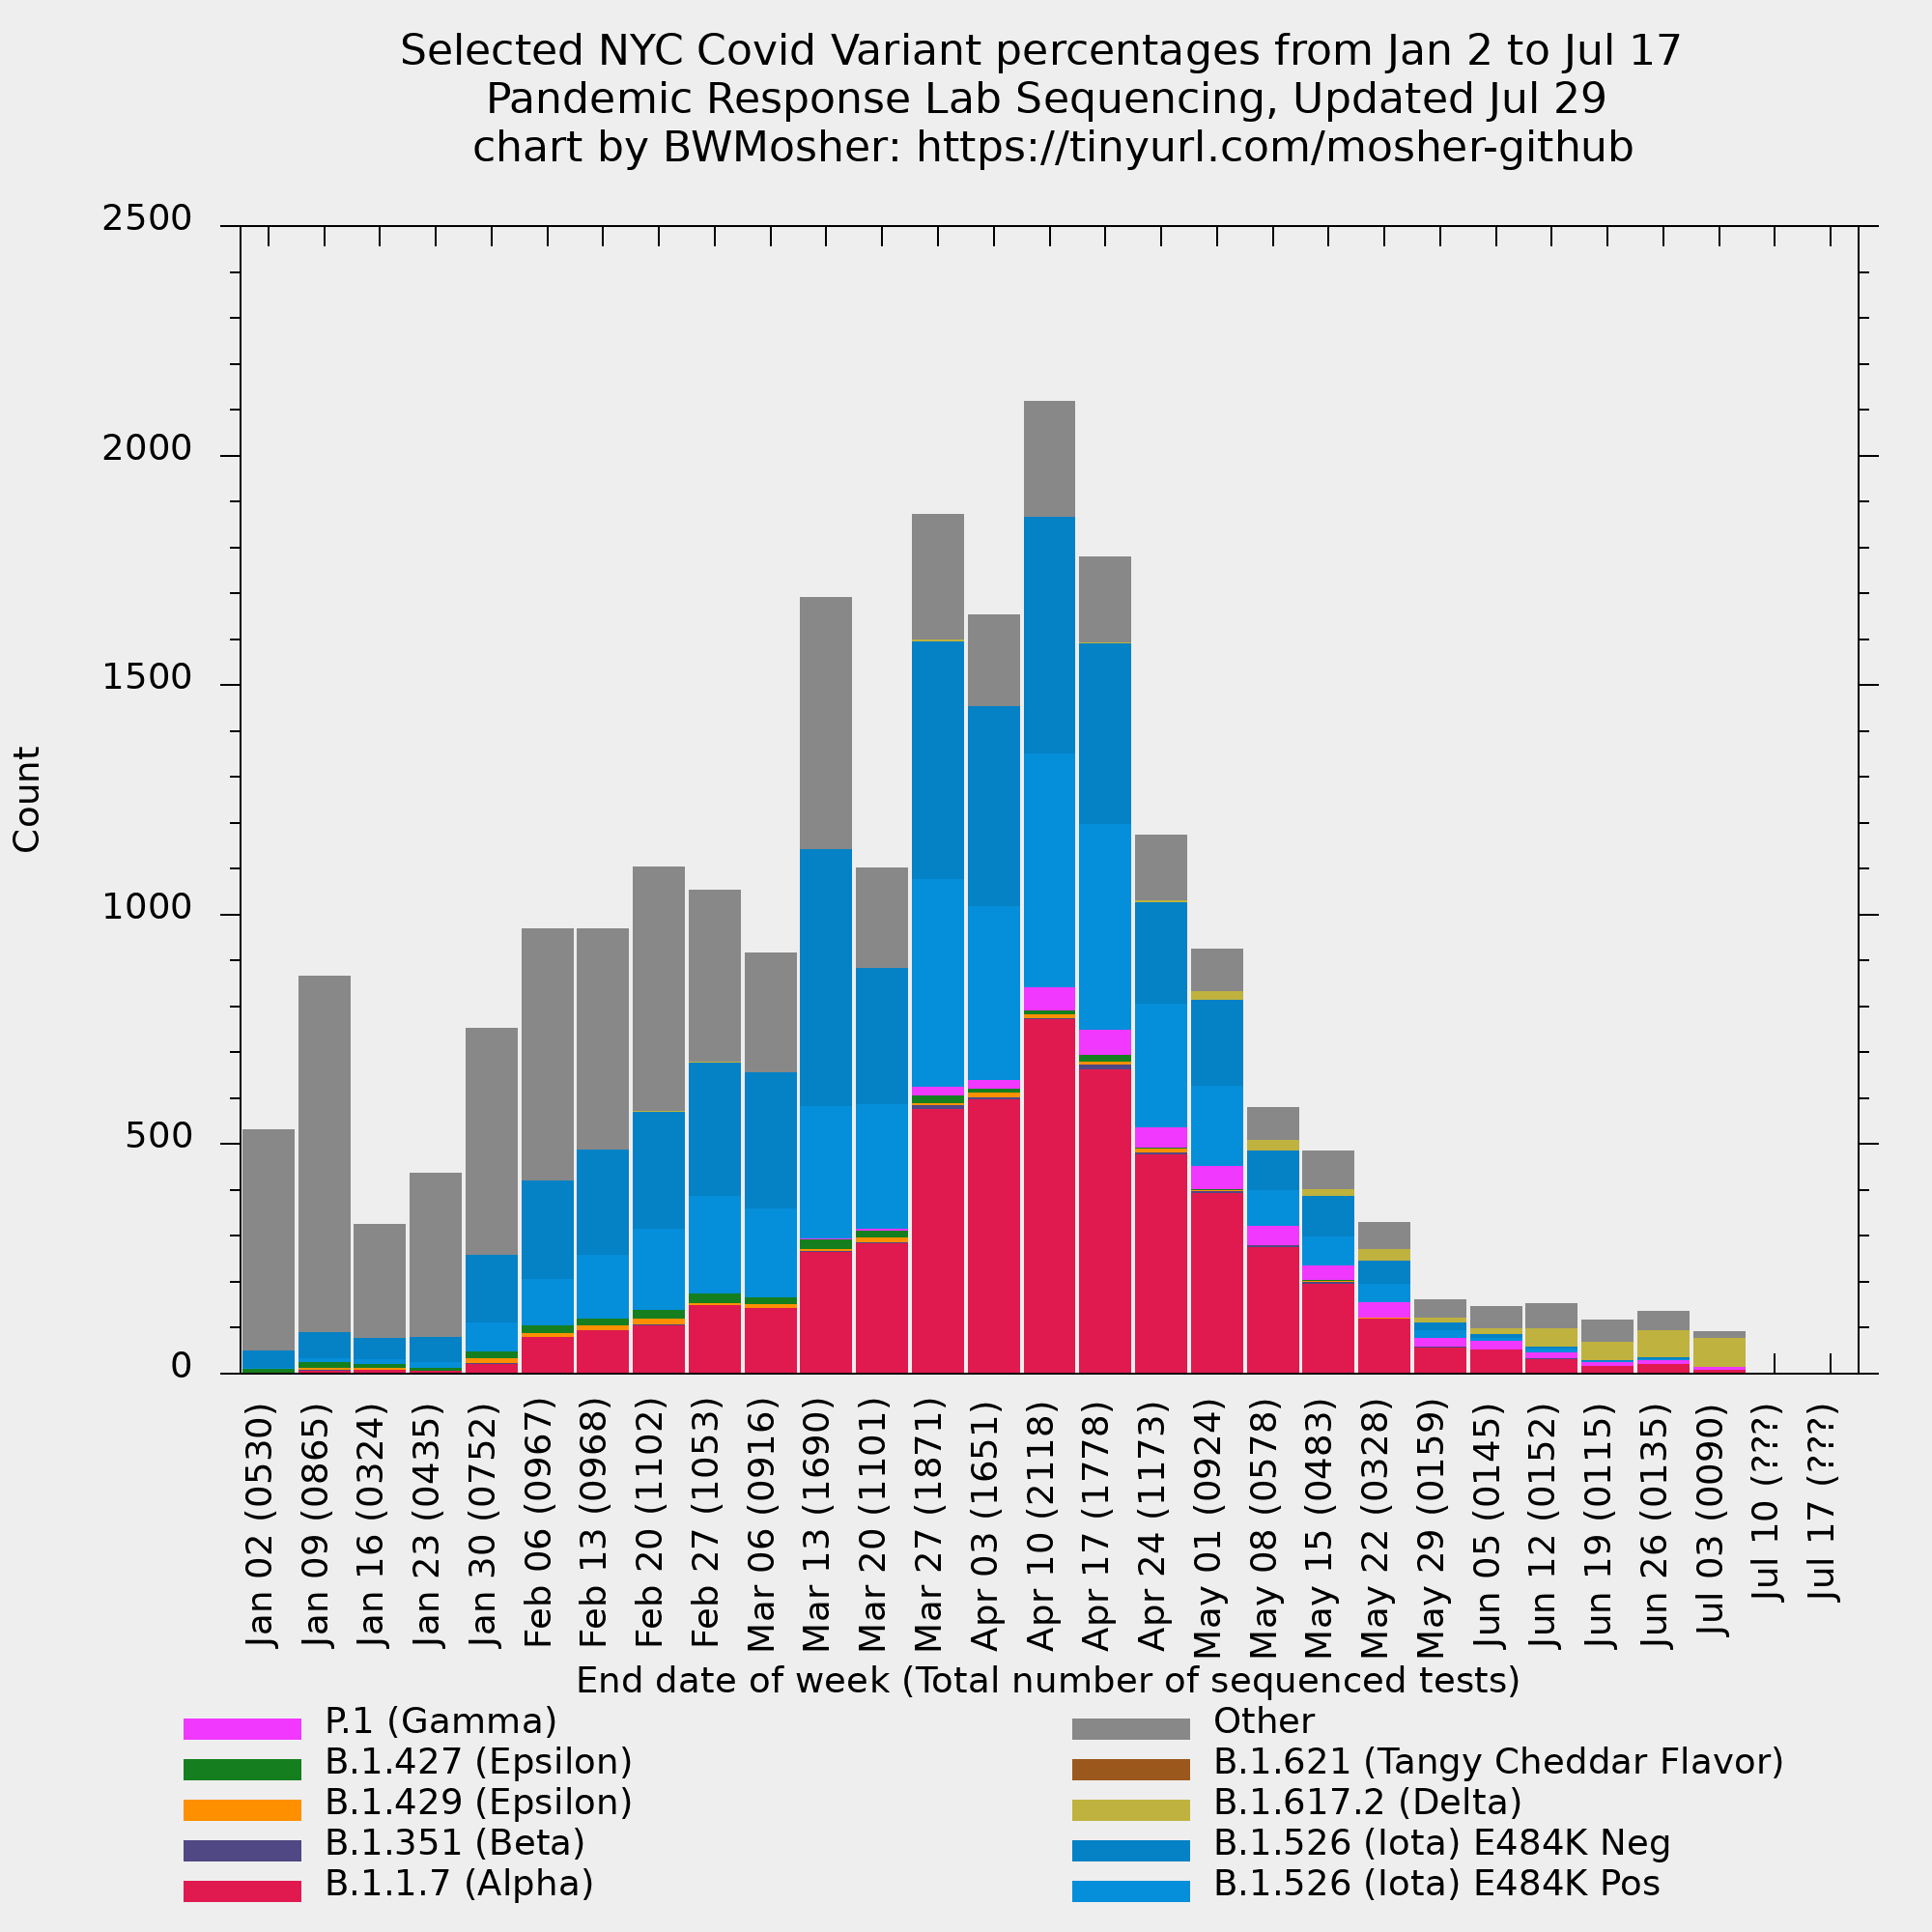 Selected NYC Covid Variant percentages from Jan 2 to Jul 17
Pandemic Response Lab Sequencing, Updated Jul 29
chart by BWMosher: https://tinyurl.com/mosher-github
2500
2000
1500
1000
500
0
Count
Jan 02 (0530)
Jan 09 (0865)
Jan 16 (0324)
Jan 23 (0435)
Jan 30 (0752)
Feb 06 (0967)
Feb 13 (0968)
Feb 20 (1102)
Feb 27 (1053)
Mar 06 (0916)
Mar 13 (1690)
Mar 20 (1101)
Mar 27 (1871)
Apr 03 (1651)
Apr 10 (2118)
Apr 17 (1778)
Apr 24 (1173)
May 01 (0924)
May 08 (0578)
May 15 (0483)
May 22 (0328)
May 29 (0159)
Jun 05 (0145)
Jun 12 (0152)
Jun 19 (0115)
Jun 26 (0135)
Jul 03 (0090)
Jul 10 (???)
Jul 17 (???)
End date of week (Total number of sequenced tests)
P.1 (Gamma)
B.1.427 (Epsilon)
B.1.429 (Epsilon)
B.1.351 (Beta)
B.1.1.7 (Alpha)
Other
B.1.621 (Tangy Cheddar Flavor)
B.1.617.2 (Delta)
B.1.526 (Iota) E484K Neg
B.1.526 (Iota) E484K Pos